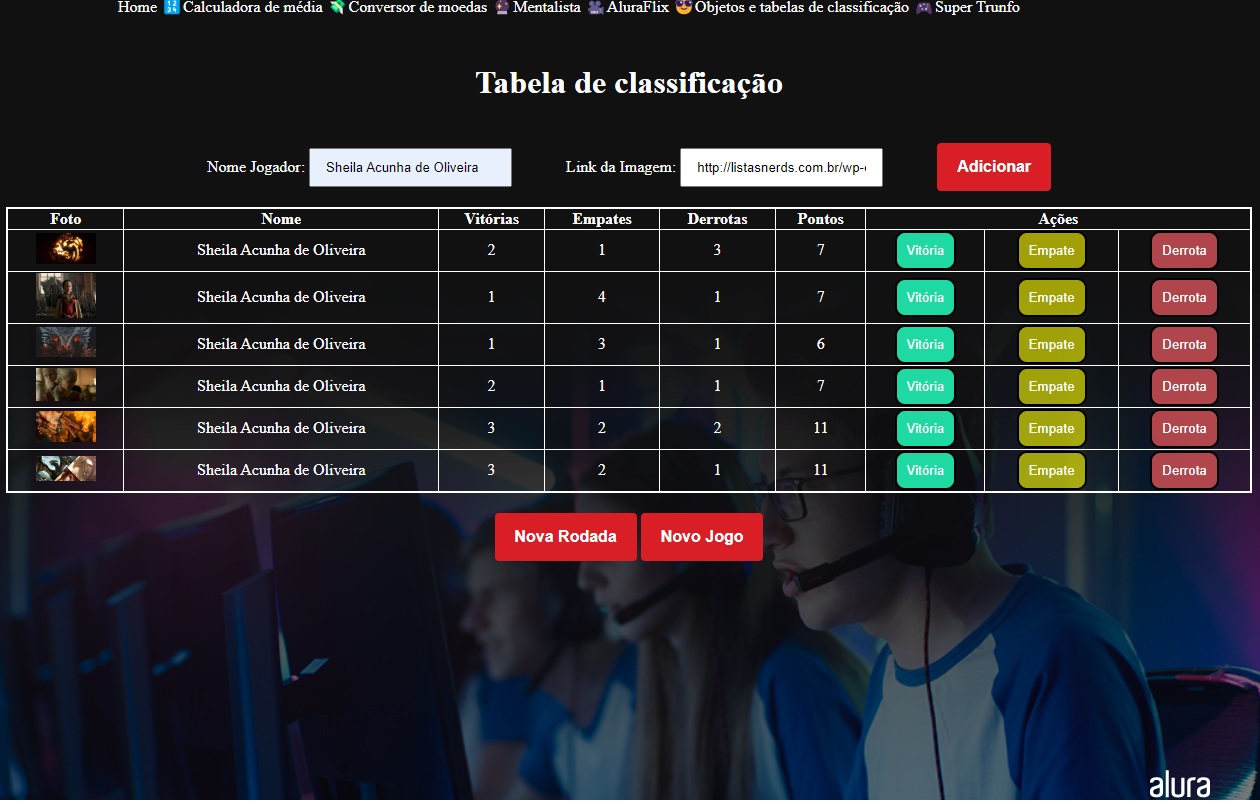 Home 🔢Calculadora de média 💸Conversor de moedas 🔮Mentalista 🎥AluraFlix 😎Objetos e tabelas de classificação 🎮Super Trunfo
Tabela de classificação
Nome Jogador: Sheila Acunha de Oliveira Link da Imagem: http://listasnerds.com.br/wp- Adicionar
Foto Nome Vitórias Empates Derrotas Pontos Ações
Sheila Acunha de Oliveira 2 1 3 7 Vitória Empate Derrota
Sheila Acunha de Oliveira 1 4 1 7 Vitória Empate Derrota
Sheila Acunha de Oliveira 1 3 1 6 Vitória Empate Derrota
Sheila Acunha de Oliveira 2 1 1 7 Vitória Empate Derrota
Sheila Acunha de Oliveira 3 2 2 11 Vitória Empate Derrota
Sheila Acunha de Oliveira 3 2 1 11 Vitória Empate Derrota
Nova Rodada Novo Jogo
alura